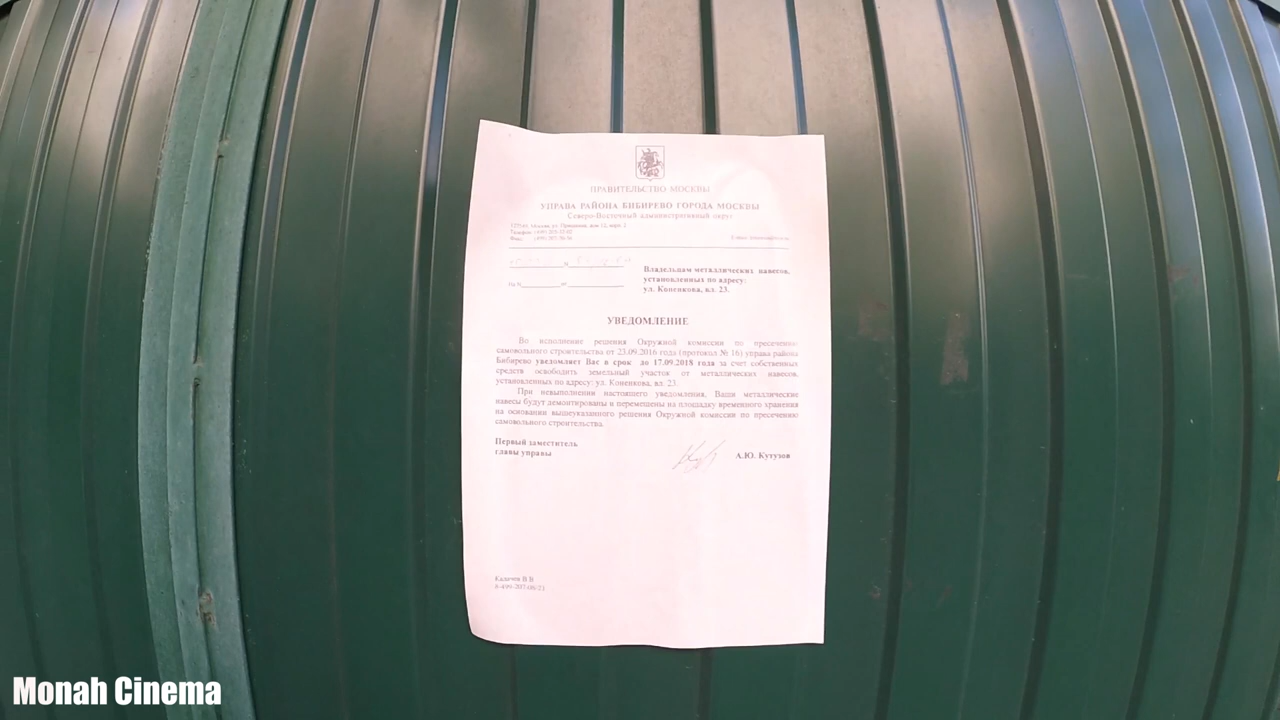 ПРАВИТЕЛЬСТВО МОСКВЫ
УПРАВА РАЙОНА БИБИРЕВО ГОРОДА МОСКВЫ
Северо-Восточный административный округ
Телефон:
Факс:
Владельцам металлических навесов,
установленных по адресу:
ул. Коненкова, вл. 23.
На №
от
УВЕДОМЛЕНИЕ
Во исполнение решения Окружной комиссии по пресечению
самовольного строительства от 23.09.2016 года (протокол № 16) управа района
Бибирево уведомляет Вас в срок до 17.09.2018 года за счет собственных
средств освободить земельный участок от металлических навесов,
установленных по адресу: ул. Коненкова, вл. 23.
При невыполнении настоящего уведомления, Ваши металлические
навесы будут демонтированы и перемещены на площадку временного хранения
на основании вышеуказанного решения Окружной комиссии по пресечению
самовольного строительства.
Первый заместитель
главы управы
А.Ю. Кутузов
Monah Cinema